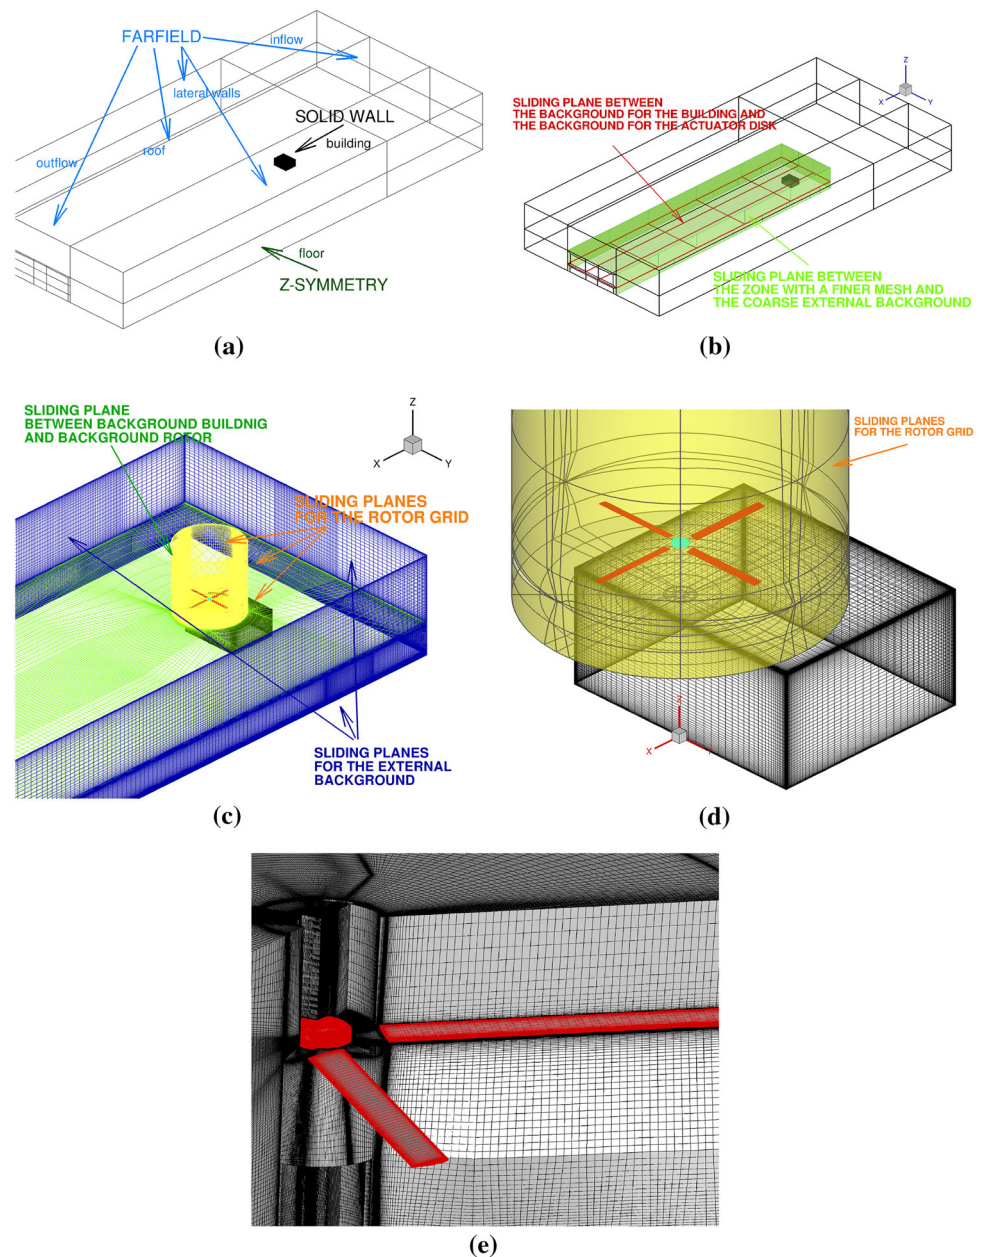 FARFIELD
inflow
lateral walls
SOLID WALL
building
roof
outflow
floor
Z-SYMMETRY
(a)
Z
X
Y
SLIDING PLANE BETWEEN
THE BACKGROUND FOR THE BUILDING AND
THE BACKGROUND FOR THE ACTUATOR DISK
SLIDING PLANE BETWEEN
THE ZONE WITH A FINER MESH AND
THE COARSE EXTERNAL BACKGROUND
(b)
SLIDING PLANE
BETWEEN BACKGROUND BUILDNIG
AND BACKGROUND ROTOR
Z
X
Y
SLIDING PLANES
FOR THE ROTOR GRID
SLIDING PLANES
FOR THE EXTERNAL
BACKGROUND
(c)
SLIDING PLANES
FOR THE ROTOR GRID
Z
X
(d)
(e)